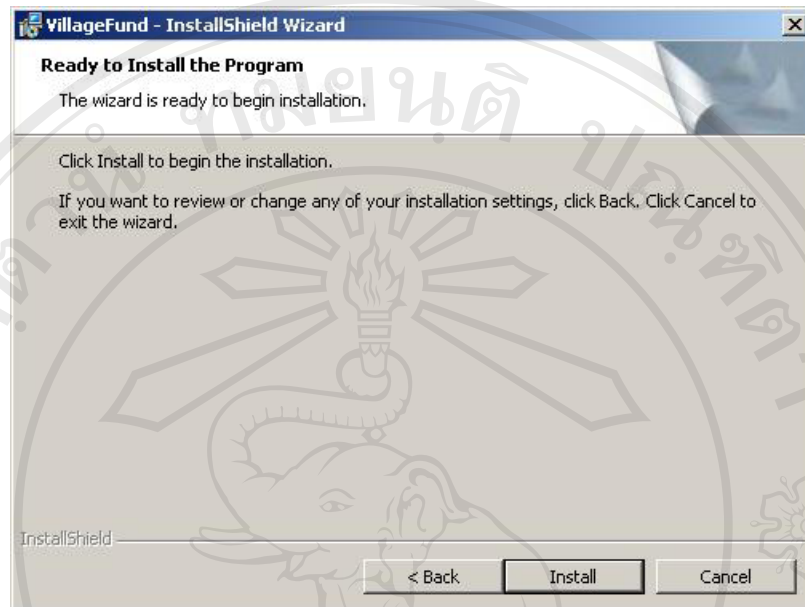 VillageFund - InstallShield Wizard
Ready to Install the Program
The wizard is ready to begin installation.
Click Install to begin the installation.
If you want to review or change any of your installation settings, click Back. Click Cancel to
exit the wizard.
InstallShield
< Back
Install
Cancel